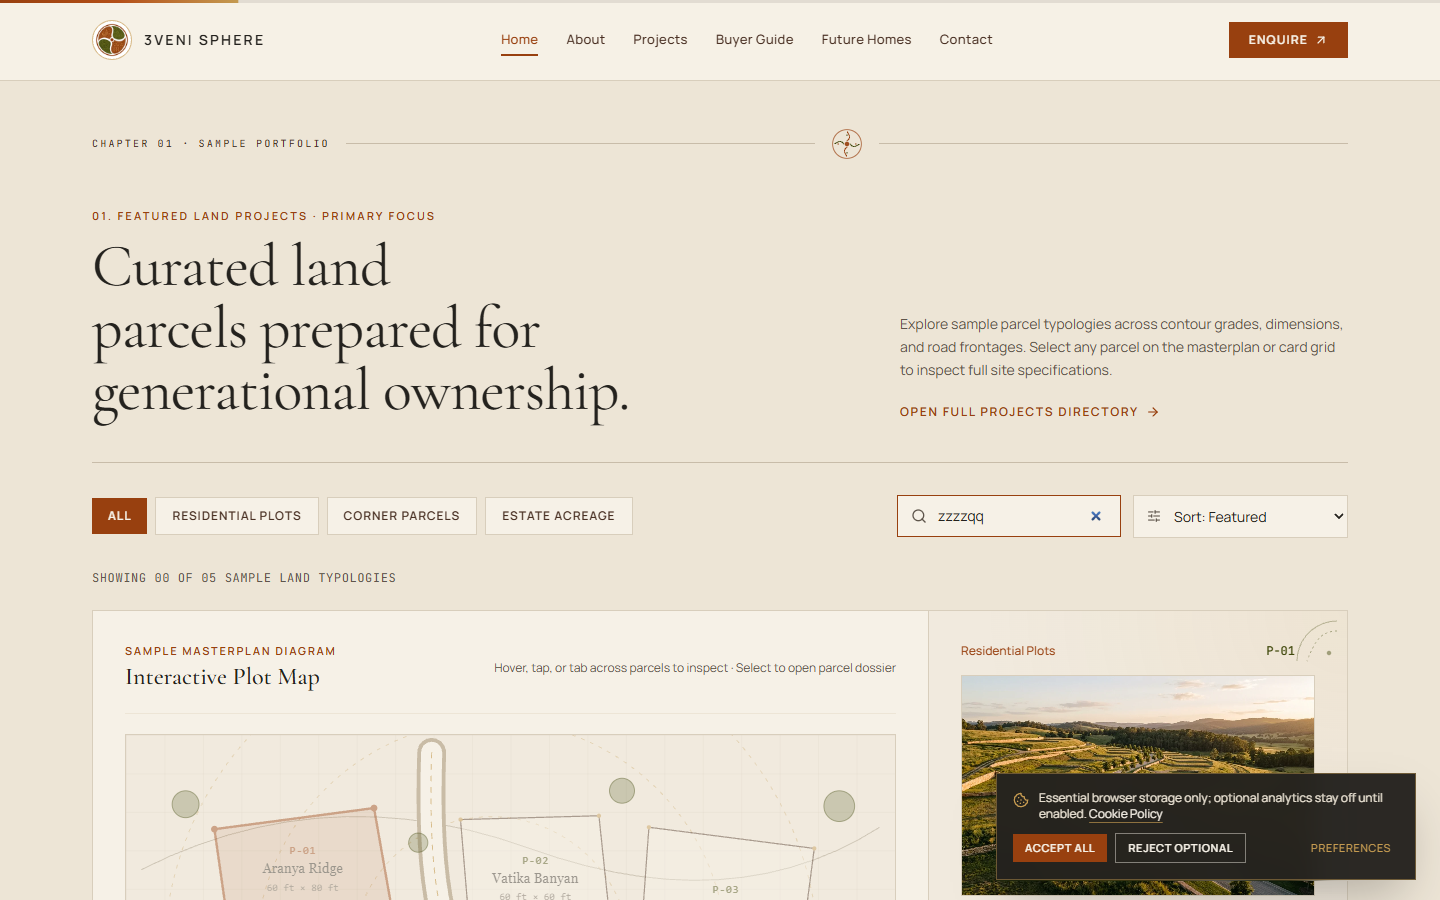 3VENI SPHERE
Home
About
Projects
Buyer Guide
Future Homes
Contact
ENQUIRE
CHAPTER 01 · SAMPLE PORTFOLIO
01. FEATURED LAND PROJECTS · PRIMARY FOCUS
Curated land
parcels prepared for
generational ownership.
Explore sample parcel typologies across contour grades, dimensions,
and road frontages. Select any parcel on the masterplan or card grid
to inspect full site specifications.
OPEN FULL PROJECTS DIRECTORY
ALL
RESIDENTIAL PLOTS
CORNER PARCELS
ESTATE ACREAGE
zzzzqq
Sort: Featured
SHOWING 00 OF 05 SAMPLE LAND TYPOLOGIES
SAMPLE MASTERPLAN DIAGRAM
Interactive Plot Map
Hover, tap, or tab across parcels to inspect · Select to open parcel dossier
P-01
Aranya Ridge
60 ft × 80 ft
P-02
Vatika Banyan
60 ft × 60 ft
P-03
Residential Plots
P-01
Essential browser storage only; optional analytics stay off until
enabled. Cookie Policy
ACCEPT ALL
REJECT OPTIONAL
PREFERENCES